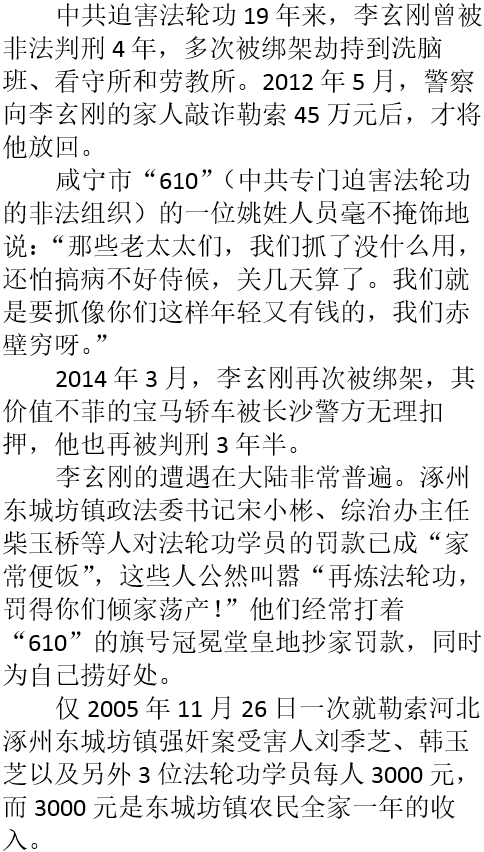 中共迫害法轮功 19 年来，李玄刚曾被
非法判刑 4 年，多次被绑架劫持到洗脑
班、看守所和劳教所。2012 年 5 月，警察
向李玄刚的家人敲诈勒索 45 万元后，才将
他放回。
咸宁市“610”（中共专门迫害法轮功
的非法组织）的一位姚姓人员毫不掩饰地
说：“那些老太太们，我们抓了没什么用，
还怕搞病不好侍候，关几天算了。我们就
是要抓像你们这样年轻又有钱的，我们赤
壁穷呀。”
2014 年 3 月，李玄刚再次被绑架，其
价值不菲的宝马轿车被长沙警方无理扣
押，他也再被判刑 3 年半。
李玄刚的遭遇在大陆非常普遍。涿州
东城坊镇政法委书记宋小彬、综治办主任
柴玉桥等人对法轮功学员的罚款已成“家
常便饭”，这些人公然叫嚣“再炼法轮功，
罚得你们倾家荡产！”他们经常打着
“610”的旗号冠冕堂皇地抄家罚款，同时
为自己捞好处。
仅 2005 年 11 月 26 日一次就勒索河北
涿州东城坊镇强奸案受害人刘季芝、韩玉
芝以及另外 3 位法轮功学员每人 3000 元，
而 3000 元是东城坊镇农民全家一年的收
入。